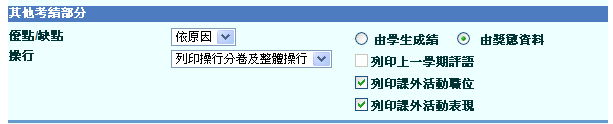 其他考績部分
優點/缺點 依原因 由學生成績 由獎懲資料
操行 列印操行分卷及整體操行 列印上一學期評語
列印課外活動職位
列印課外活動表現